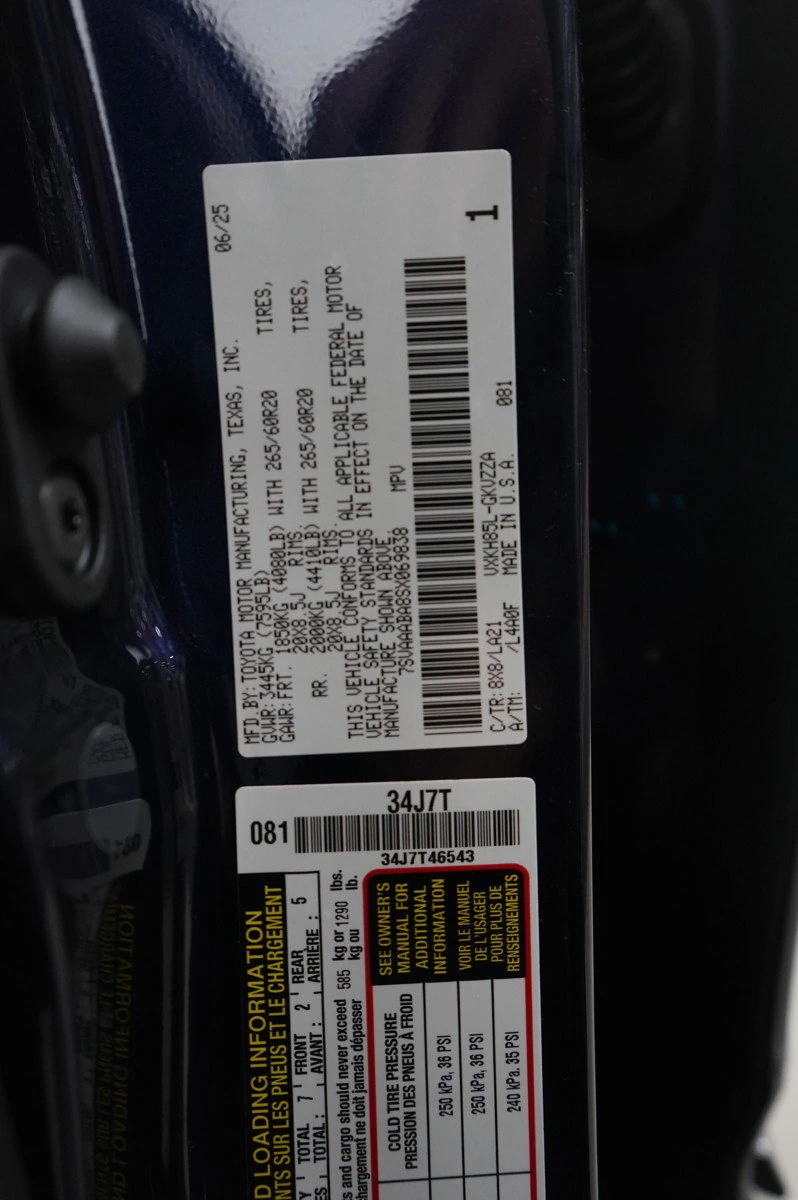 MFD.BY: TOYOTA MOTOR MANUFACTURING, TEXAS, INC. 06/25
GVWR: 3445KG (7595LB)
GAWR: FRT. 1850KG (4080LB) WITH 265/60R20 TIRES,
20X8.5J RIMS.
RR. 2000KG (4410LB) WITH 265/60R20 TIRES,
20X8.5J RIMS.
THIS VEHICLE CONFORMS TO ALL APPLICABLE FEDERAL MOTOR
VEHICLE SAFETY STANDARDS IN EFFECT ON THE DATE OF
MANUFACTURE SHOWN ABOVE.
7SVAAABA8SX069838 MPV
1
C/TR: 8X8/LA21 VXKH85L-GKVZZA
A/TM: /L4A0F MADE IN U.S.A. 081
34J7T
081
34J7T46543
D LOADING INFORMATION
NTS SUR LES PNEUS ET LE CHARGEMENT
Y TOTAL 7 FRONT 2 REAR 5
ES TOTAL : AVANT : ARRIÈRE :
ts and cargo should never exceed 585 kg or 1290 lbs.
hargement ne doit jamais dépasser kg ou lb.
COLD TIRE PRESSURE
PRESSION DES PNEUS À FROID
250 kPa, 36 PSI
250 kPa, 36 PSI
240 kPa. 35 PSI
SEE OWNER'S
MANUAL FOR
ADDITIONAL
INFORMATION
VOIR LE MANUEL
DE L'USAGER
POUR PLUS DE
RENSEIGNEMENTS